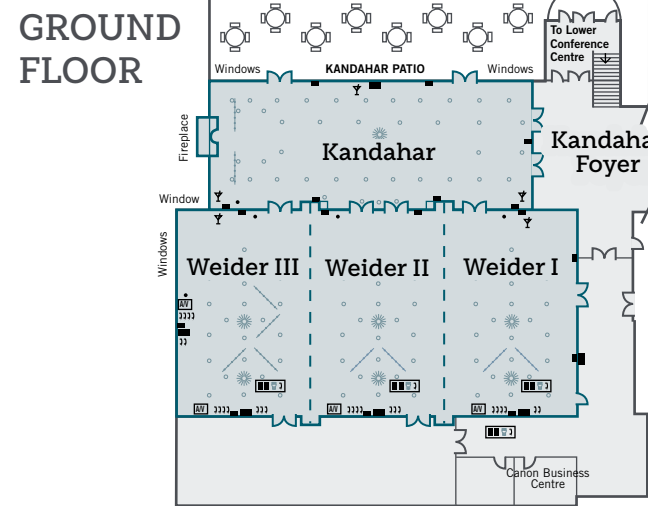 GROUND
FLOOR
To Lower
Conference
Centre
Windows
KANDAHAR PATIO
Windows
Fireplace
Kandahar
Kandaha
Foyer
Window
Windows
Weider III
Weider II
Weider I
A/V
A/V
A/V
A/V
Canon Business
Centre